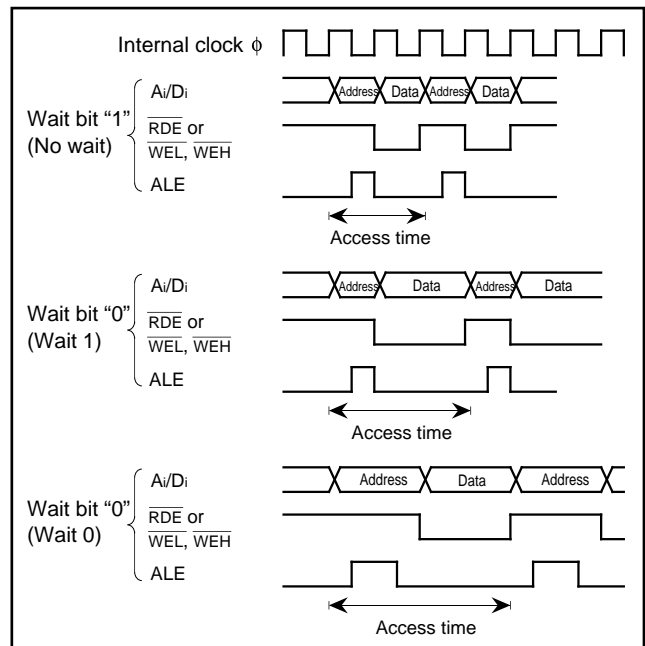 Internal clock ϕ
Wait bit “1”
(No wait)
Ai/Di
RDE or
WEL, WEH
ALE
Address Data Address Data
Access time
Wait bit “0”
(Wait 1)
Ai/Di
RDE or
WEL, WEH
ALE
Address Data Address Data
Access time
Wait bit “0”
(Wait 0)
Ai/Di
RDE or
WEL, WEH
ALE
Address Data Address
Access time